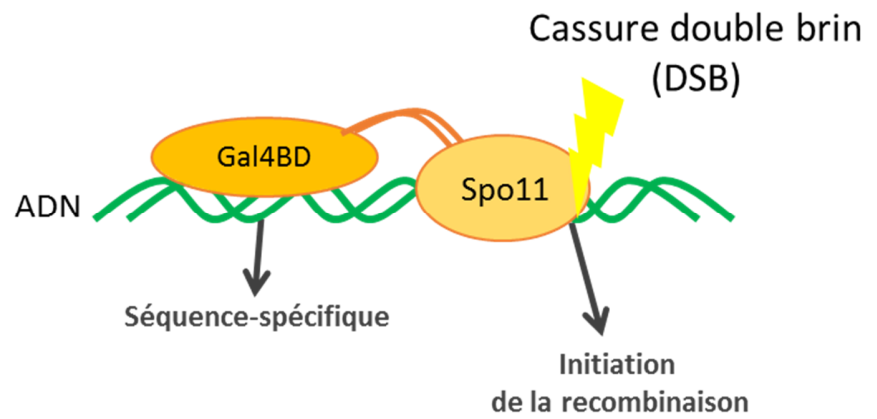 Cassure double brin
(DSB)
Gal4BD
Spo11
ADN
Séquence-spécifique
Initiation
de la recombinaison